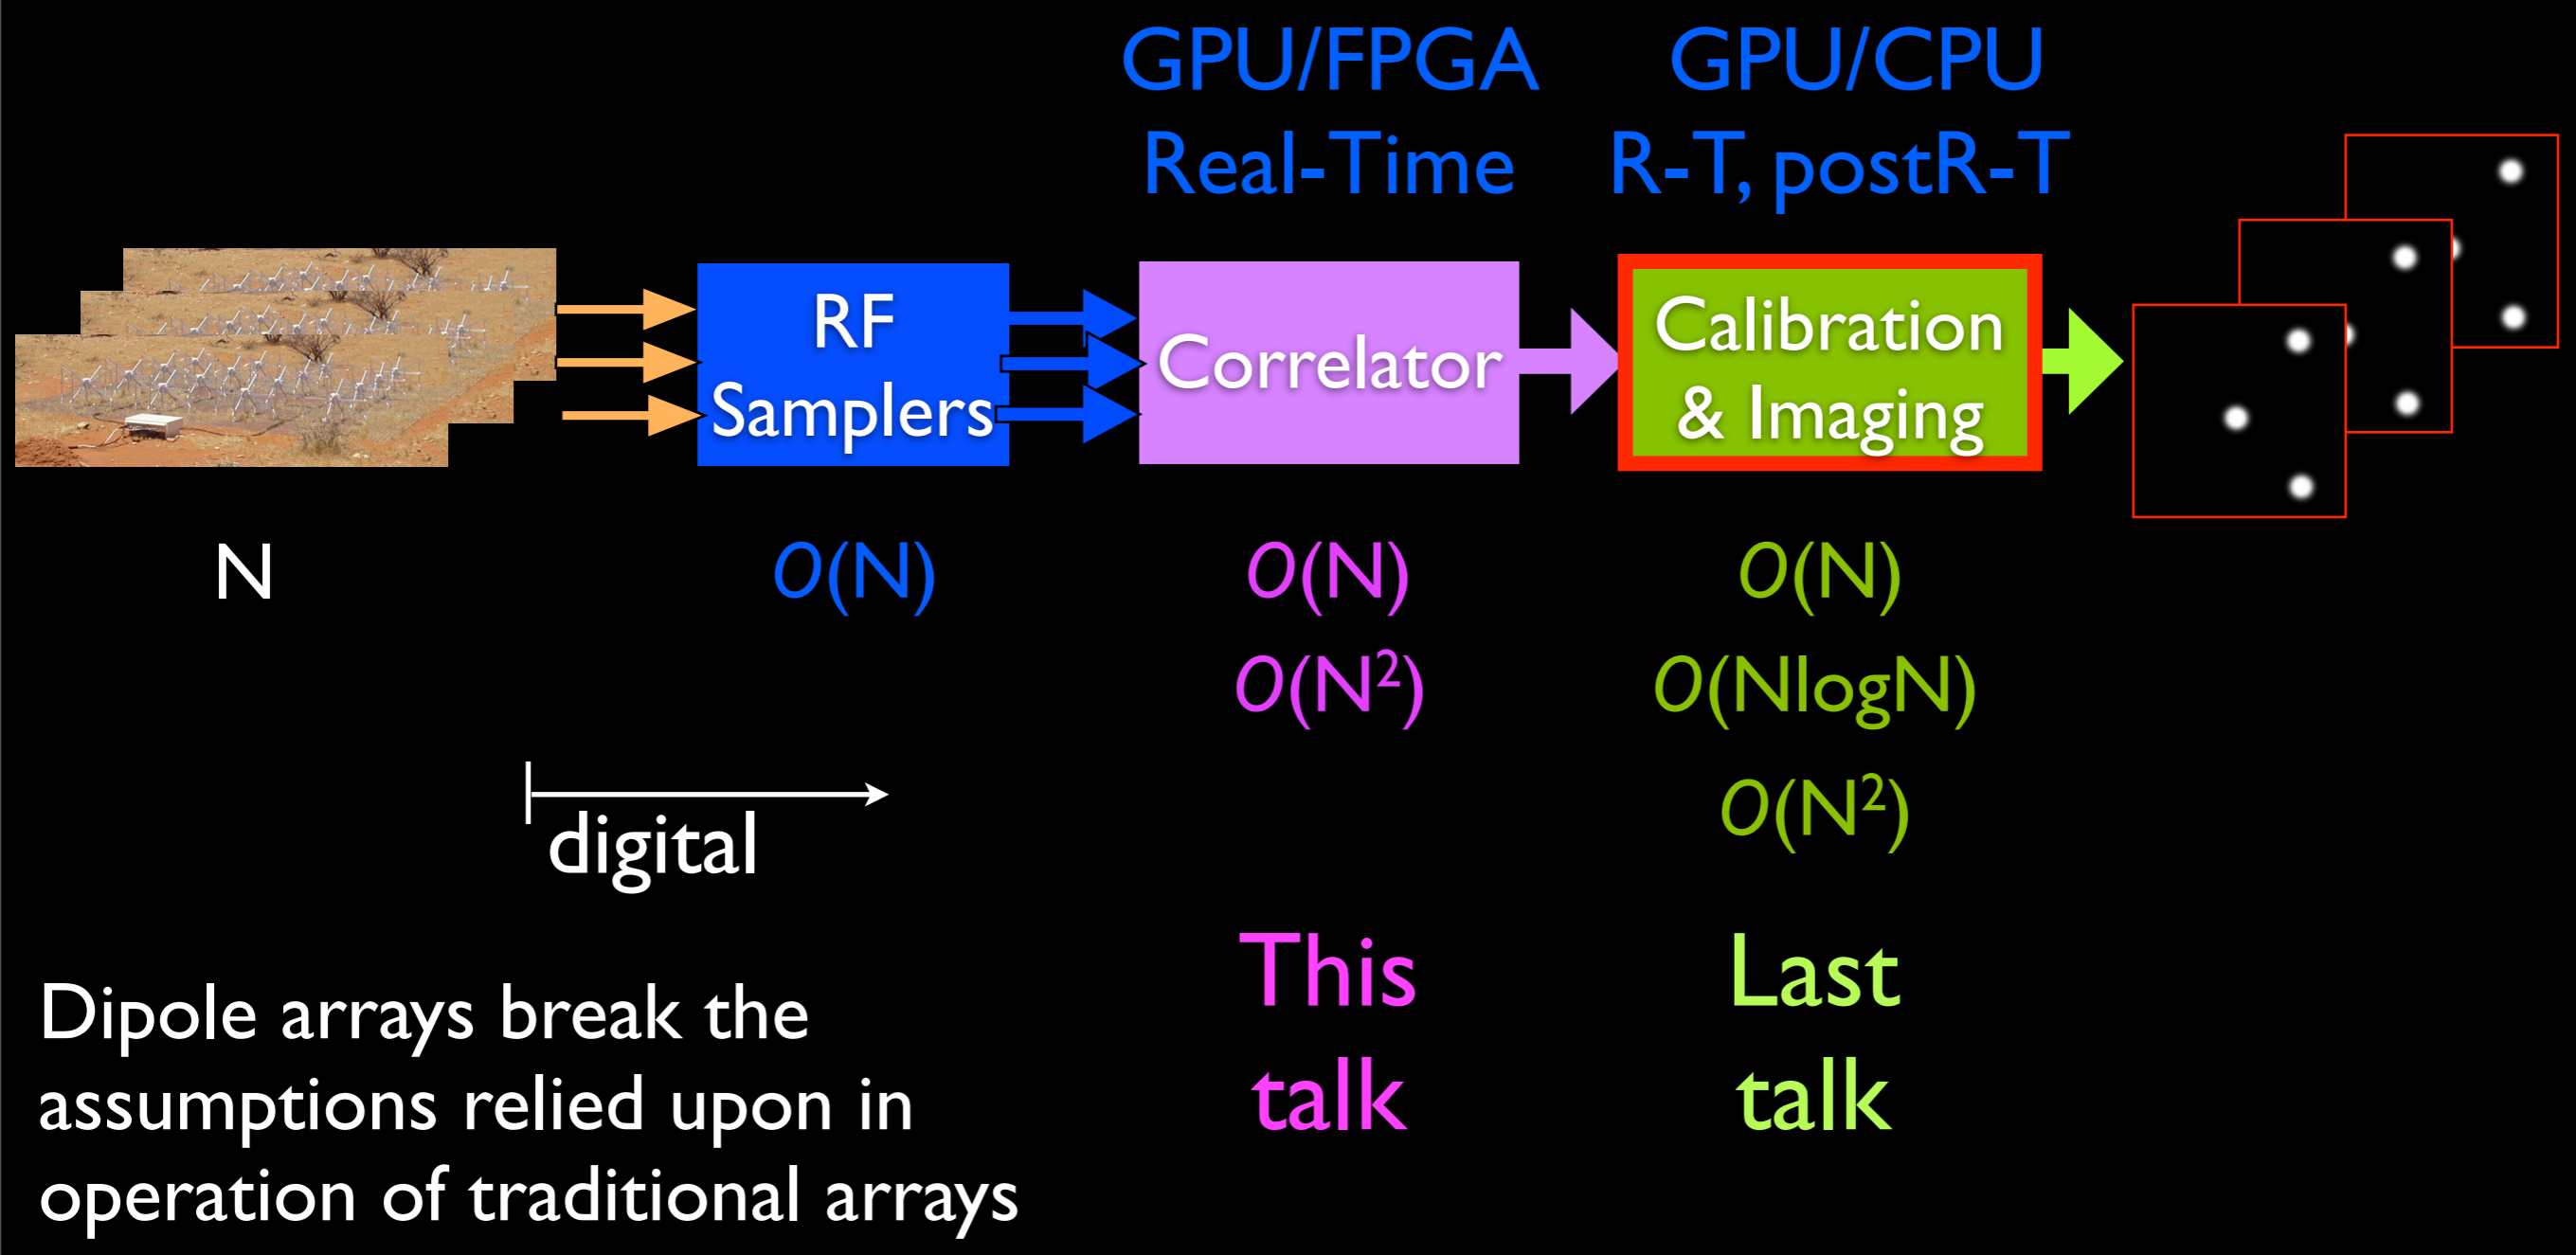 GPU/FPGA
Real-Time
GPU/CPU
R-T, postR-T
RF
Samplers
Correlator
Calibration
& Imaging
N
O(N)
O(N)
O(N²)
O(N)
O(NlogN)
O(N²)
digital
This
talk
Last
talk
Dipole arrays break the
assumptions relied upon in
operation of traditional arrays